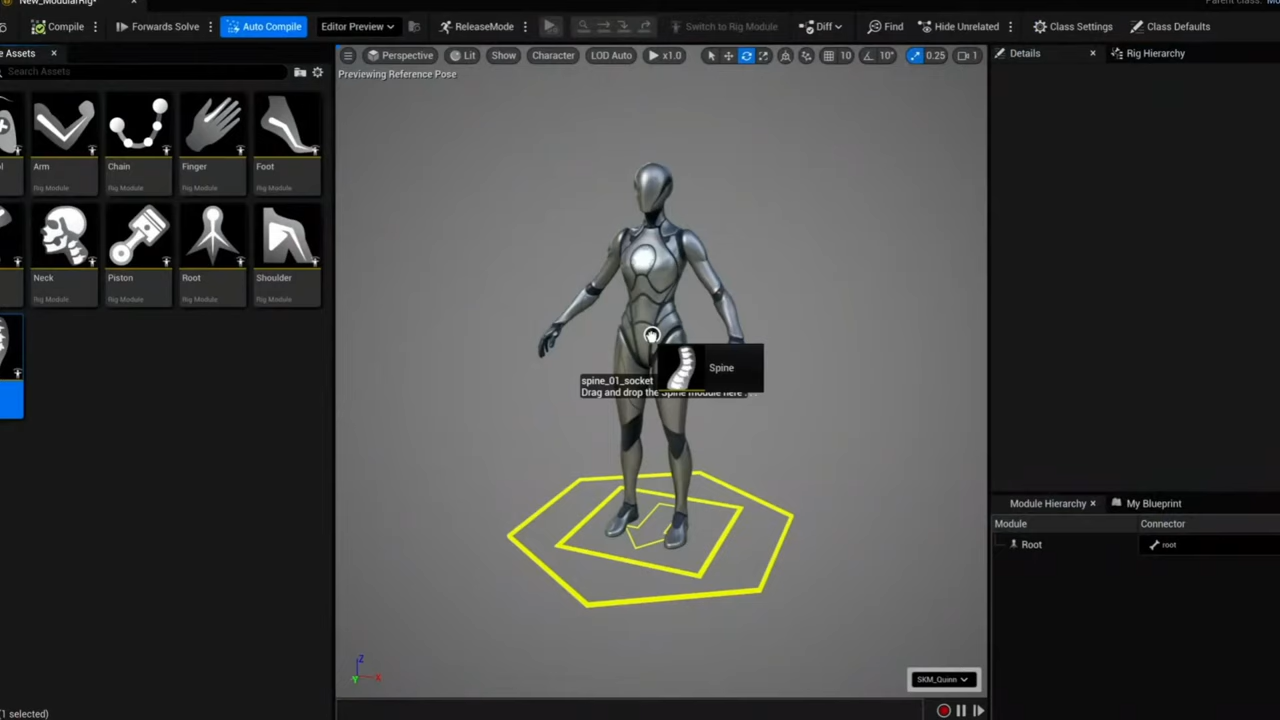 New_ModularRig*
Parent Class:
Compile
Forwards Solve
Auto Compile
Editor Preview
ReleaseMode
Switch to Rig Module
Diff
Find
Hide Unrelated
Class Settings
Class Defaults
Assets
Search Assets
Arm
Rig Module
Chain
Rig Module
Finger
Rig Module
Foot
Rig Module
Neck
Rig Module
Piston
Rig Module
Root
Rig Module
Shoulder
Rig Module
(1 selected)
Perspective
Lit
Show
Character
LOD Auto
x1.0
10
10°
0.25
1
Previewing Reference Pose
Spine
spine_01_socket
Drag and drop the Spine module here
Z
X
Y
SKM_Quinn
Details
Rig Hierarchy
Module Hierarchy
My Blueprint
Module
Connector
Root
root